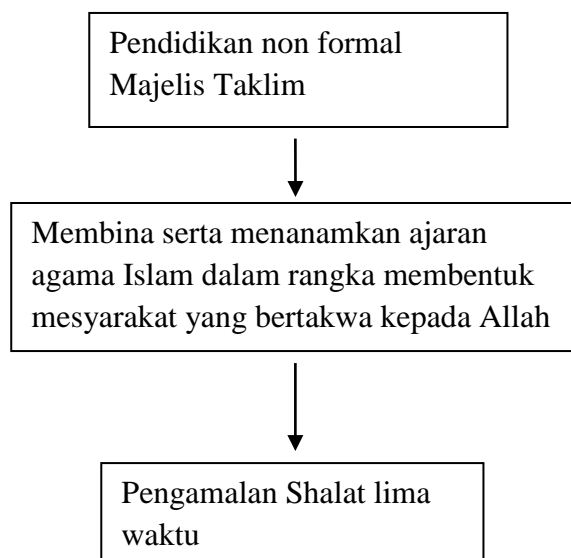 Pendidikan non formal
Majelis Taklim
Membina serta menanamkan ajaran
agama Islam dalam rangka membentuk
mesyarakat yang bertakwa kepada Allah
Pengamalan Shalat lima
waktu